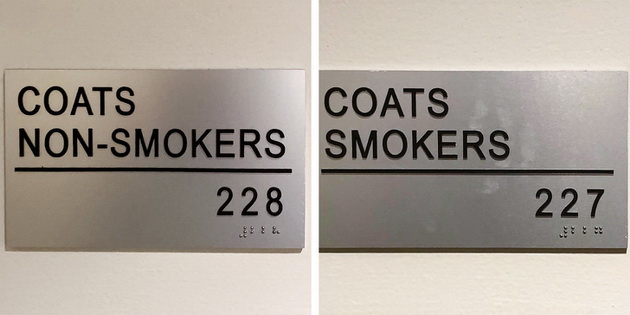 COATS
NON-SMOKERS
228
COATS
SMOKERS
227